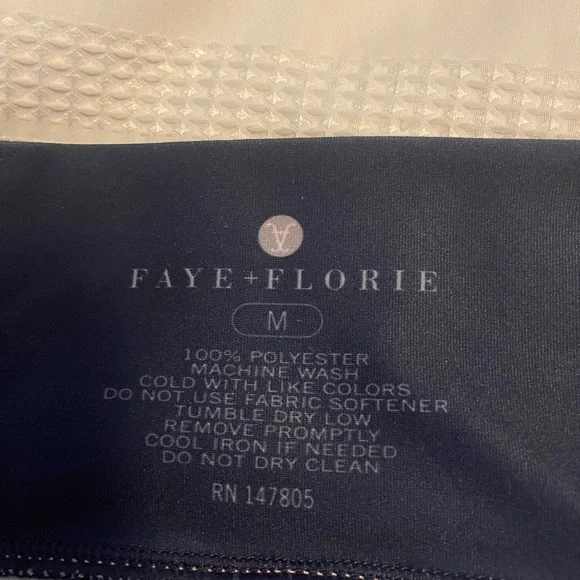 FAYE+FLORIE
M
100% POLYESTER
MACHINE WASH
COLD WITH LIKE COLORS
DO NOT USE FABRIC SOFTENER
TUMBLE DRY LOW
REMOVE PROMPTLY
COOL IRON IF NEEDED
DO NOT DRY CLEAN
RN 147805